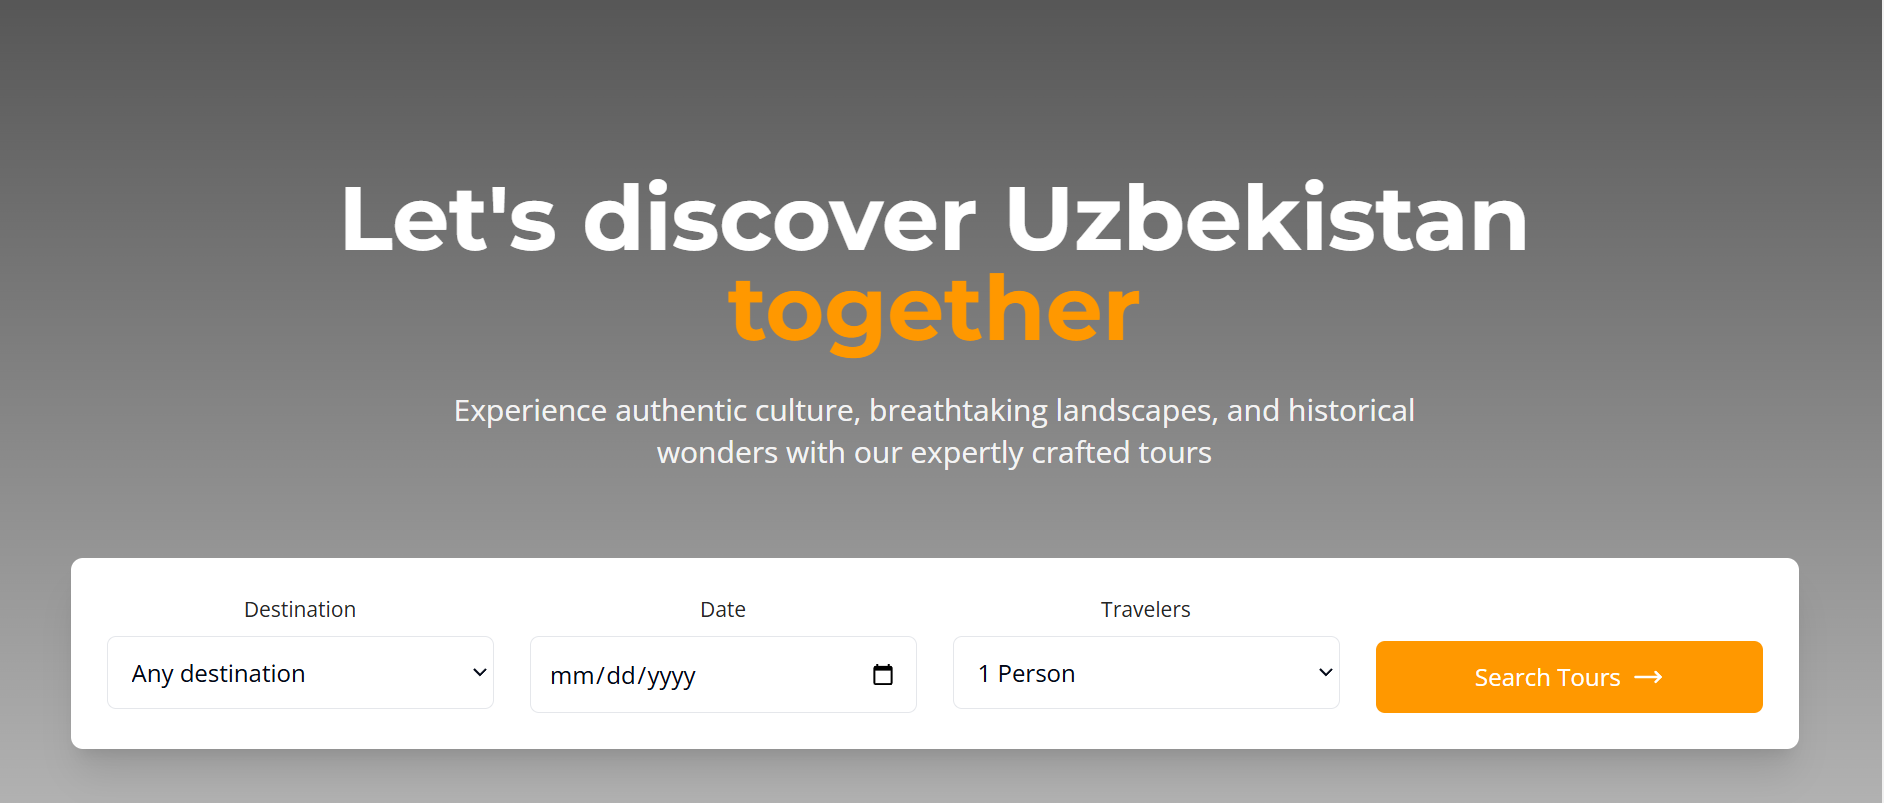 Let's discover Uzbekistan
together
Experience authentic culture, breathtaking landscapes, and historical
wonders with our expertly crafted tours
Destination
Any destination
Date
mm/dd/yyyy
Travelers
1 Person
Search Tours →